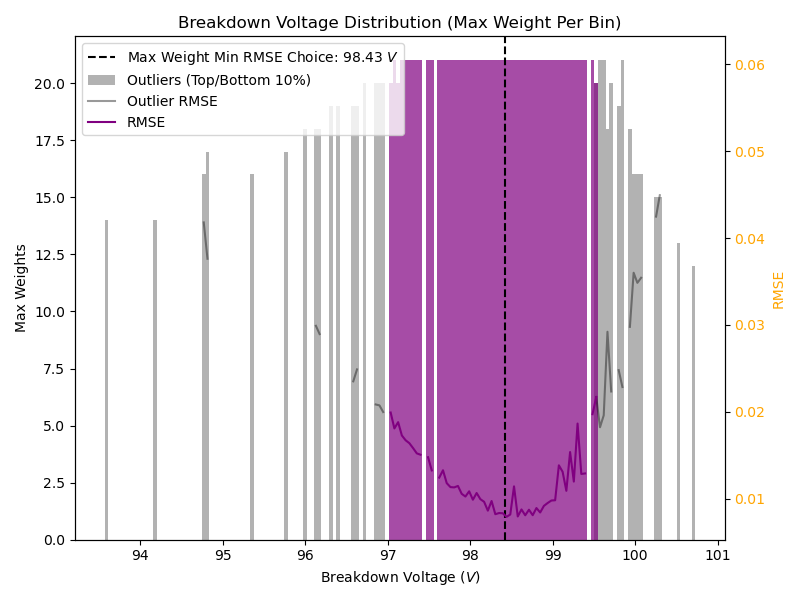 Breakdown Voltage Distribution (Max Weight Per Bin)
Max Weight Min RMSE Choice: 98.43 V
Outliers (Top/Bottom 10%)
Outlier RMSE
RMSE
Max Weights
20.0
17.5
15.0
12.5
10.0
7.5
5.0
2.5
0.0
0.06
0.05
0.04
0.03
0.02
0.01
RMSE
94 95 96 97 98 99 100 101
Breakdown Voltage (V)